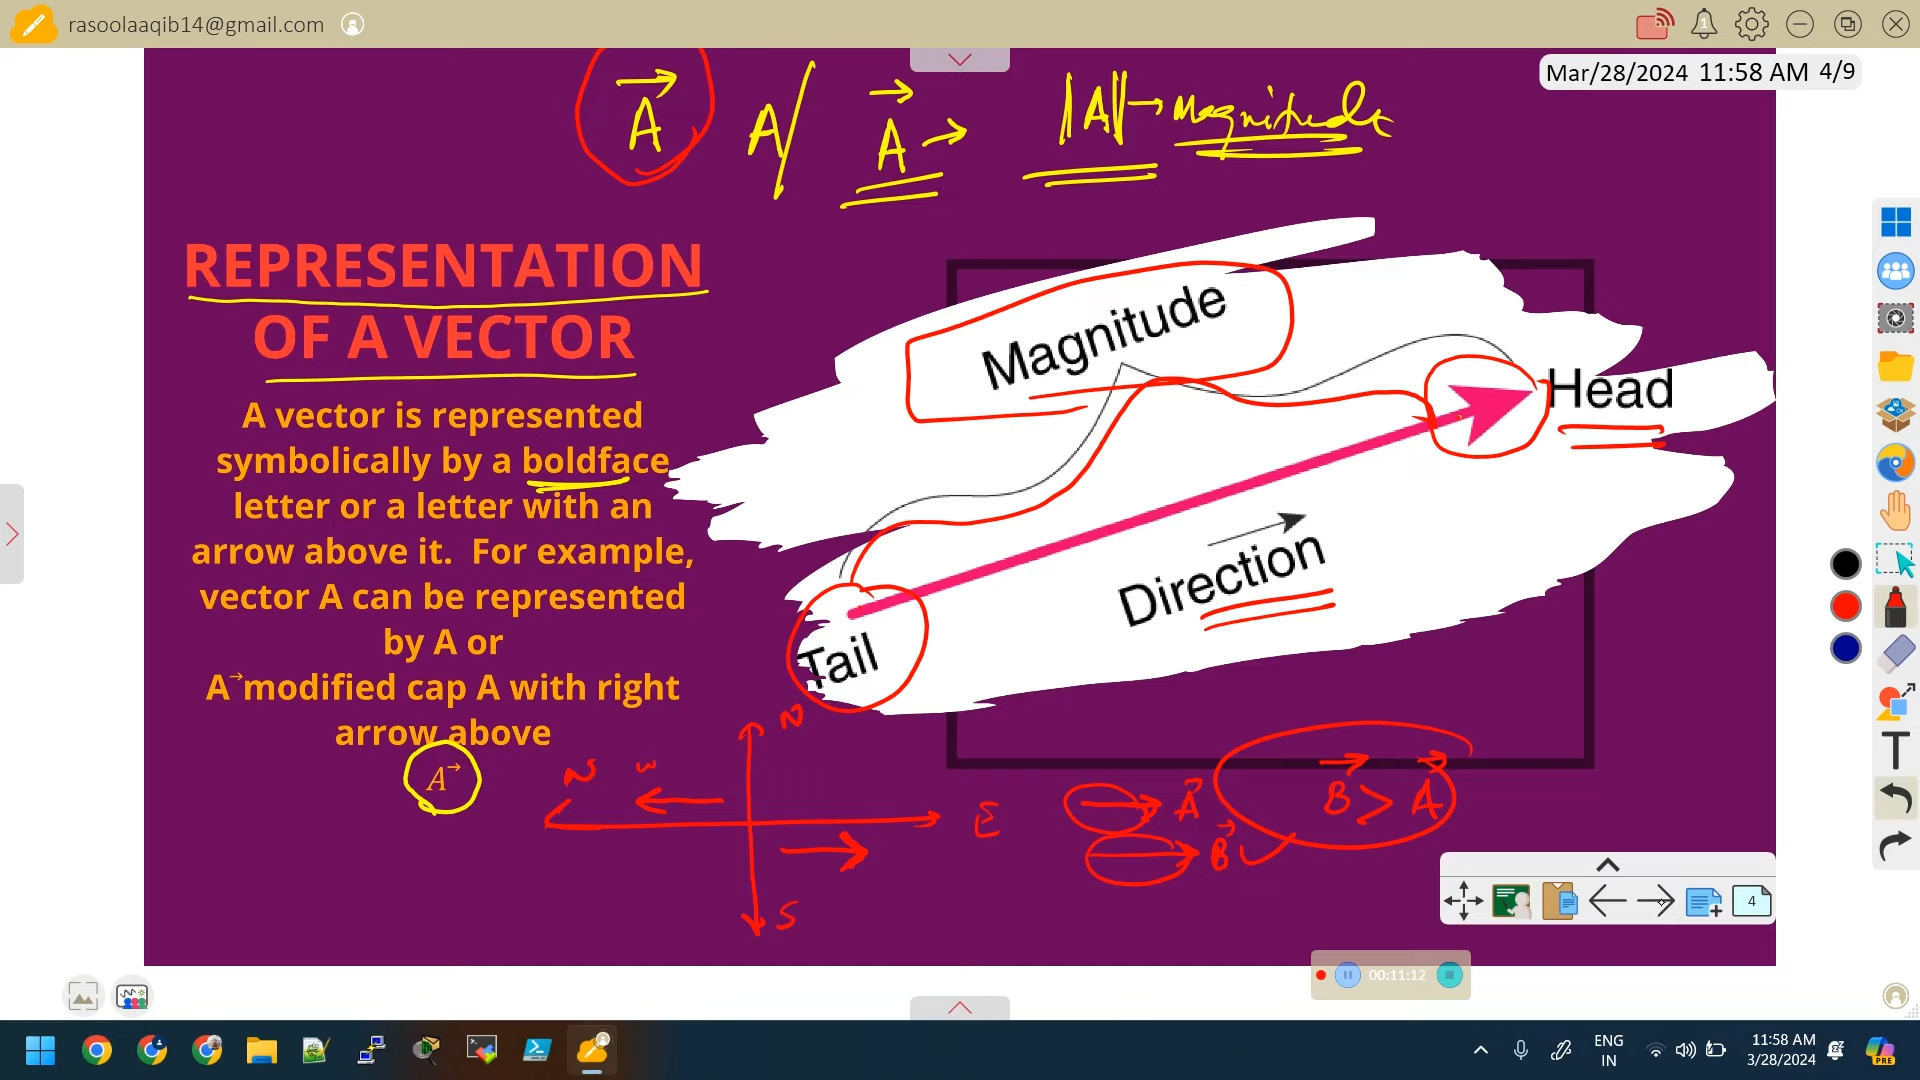 rasoolaaqib14@gmail.com
1
Mar/28/2024 11:58 AM 4/9
A A/ A |A| → Magnitude
REPRESENTATION
OF A VECTOR
A vector is represented
symbolically by a boldface
letter or a letter with an
arrow above it. For example,
vector A can be represented
by A or
A→modified cap A with right
arrow above
A→
Magnitude
Head
Direction
Tail
N
N W
E
S
A
B
B > A
4
00:11:12
ENG
IN
11:58 AM
3/28/2024
PRE